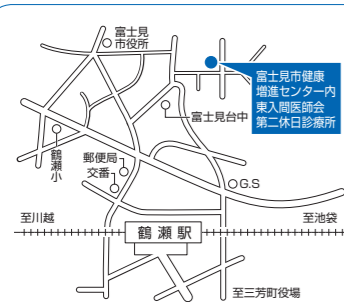 富士見
市役所
富士見市健康
増進センター内
東入間医師会
第二休日診療所
富士見台中
鶴瀬小
郵便局
交番
G.S
至川越
至池袋
鶴瀬駅
至三芳町役場